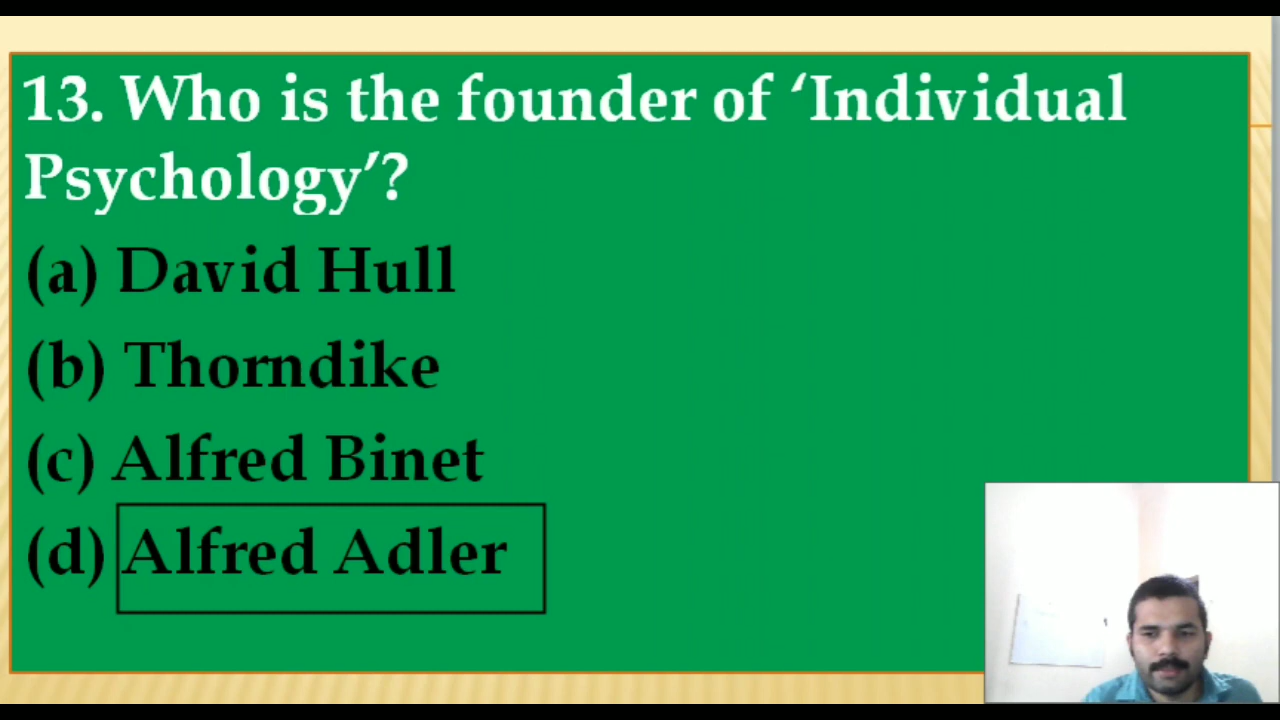 13. Who is the founder of ‘Individual
Psychology’?
(a) David Hull
(b) Thorndike
(c) Alfred Binet
(d) Alfred Adler